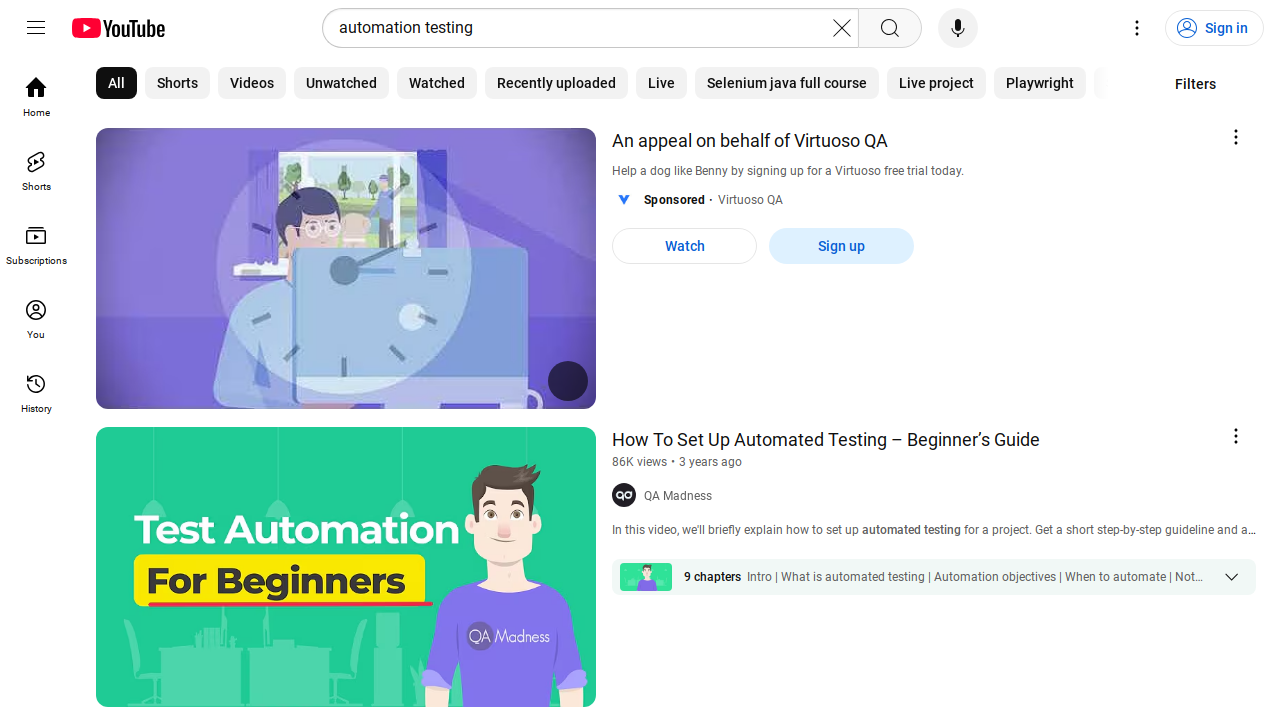 YouTube
automation testing
Sign in
All
Shorts
Videos
Unwatched
Watched
Recently uploaded
Live
Selenium java full course
Live project
Playwright
Filters
Home
Shorts
Subscriptions
You
History
An appeal on behalf of Virtuoso QA
Help a dog like Benny by signing up for a Virtuoso free trial today.
Sponsored · Virtuoso QA
Watch
Sign up
Test Automation
For Beginners
QA Madness
How To Set Up Automated Testing – Beginner’s Guide
86K views • 3 years ago
QA Madness
In this video, we'll briefly explain how to set up automated testing for a project. Get a short step-by-step guideline and a...
9 chapters Intro | What is automated testing | Automation objectives | When to automate | Not...